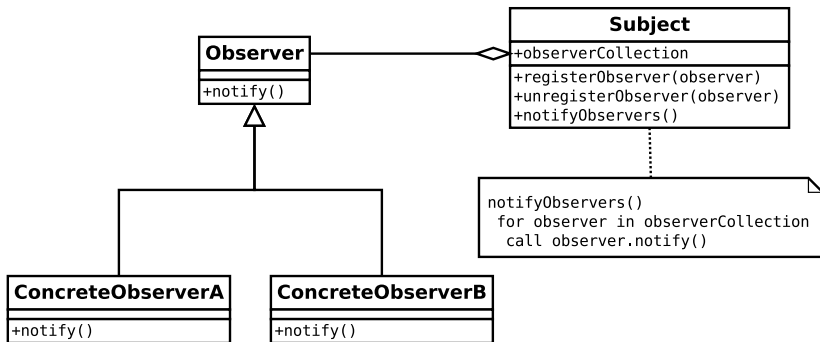 Observer
+notify()
Subject
+observerCollection
+registerObserver(observer)
+unregisterObserver(observer)
+notifyObservers()
notifyObservers()
for observer in observerCollection
call observer.notify()
ConcreteObserverA
+notify()
ConcreteObserverB
+notify()